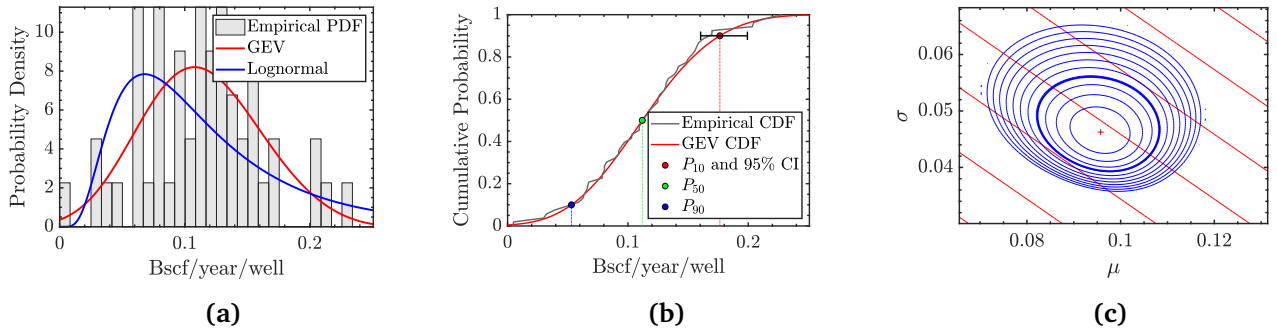 Probability Density
10
8
6
4
2
0
0
0.1
0.2
Bscf/year/well
Empirical PDF
GEV
Lognormal
(a)
Cumulative Probability
1
0.8
0.6
0.4
0.2
0
0
0.1
0.2
Bscf/year/well
Empirical CDF
GEV CDF
P10 and 95% CI
P50
P90
(b)
σ
0.06
0.05
0.04
0.08
0.1
0.12
μ
(c)